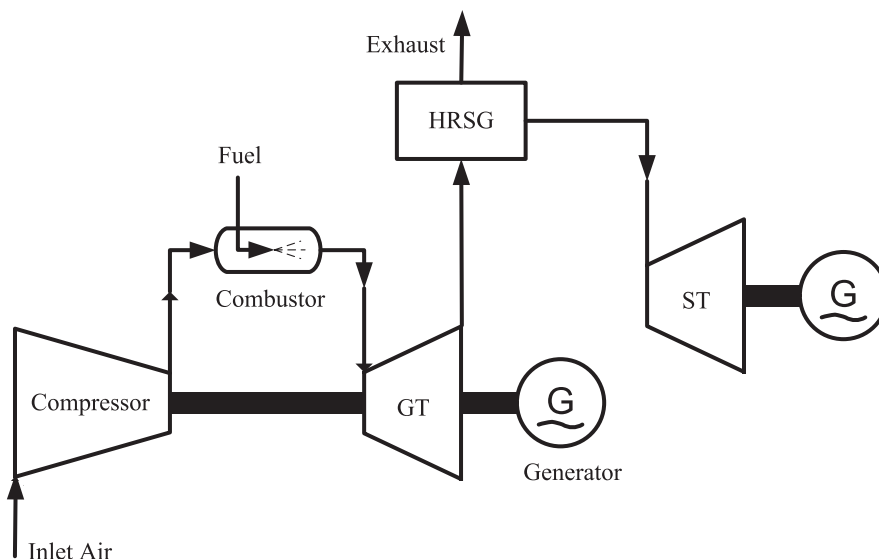 Exhaust
HRSG
Fuel
Combustor
ST
G
Compressor
GT
G
Generator
Inlet Air